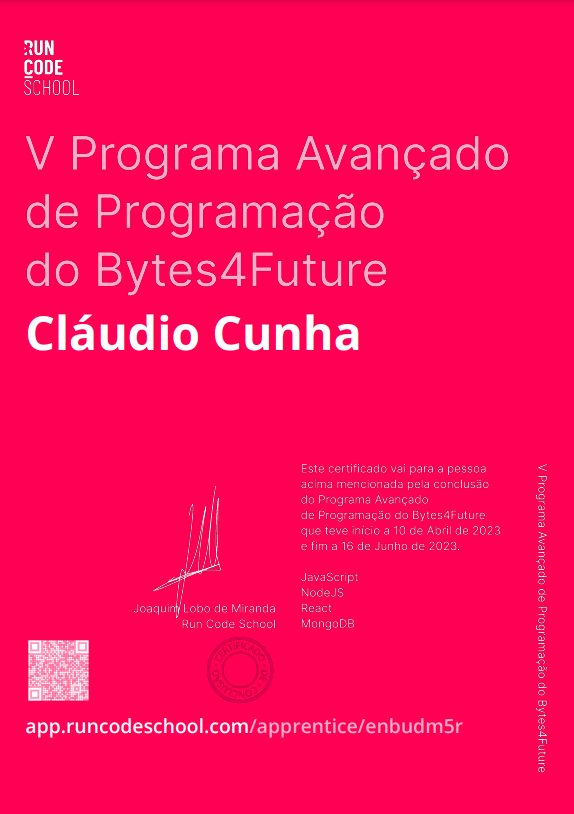 RUN
CODE
SCHOOL
V Programa Avançado
de Programação
do Bytes4Future
Cláudio Cunha
Este certificado vai para a pessoa
acima mencionada pela conclusão
do Programa Avançado
de Programação do Bytes4Future
que teve início a 10 de Abril de 2023
e fim a 16 de Junho de 2023.
JavaScript
NodeJS
React
MongoDB
Joaquim Lobo de Miranda
Run Code School
CERTIFICADO
app.runcodeschool.com/apprentice/enbudm5r
V Programa Avançado de Programação do Bytes4Future